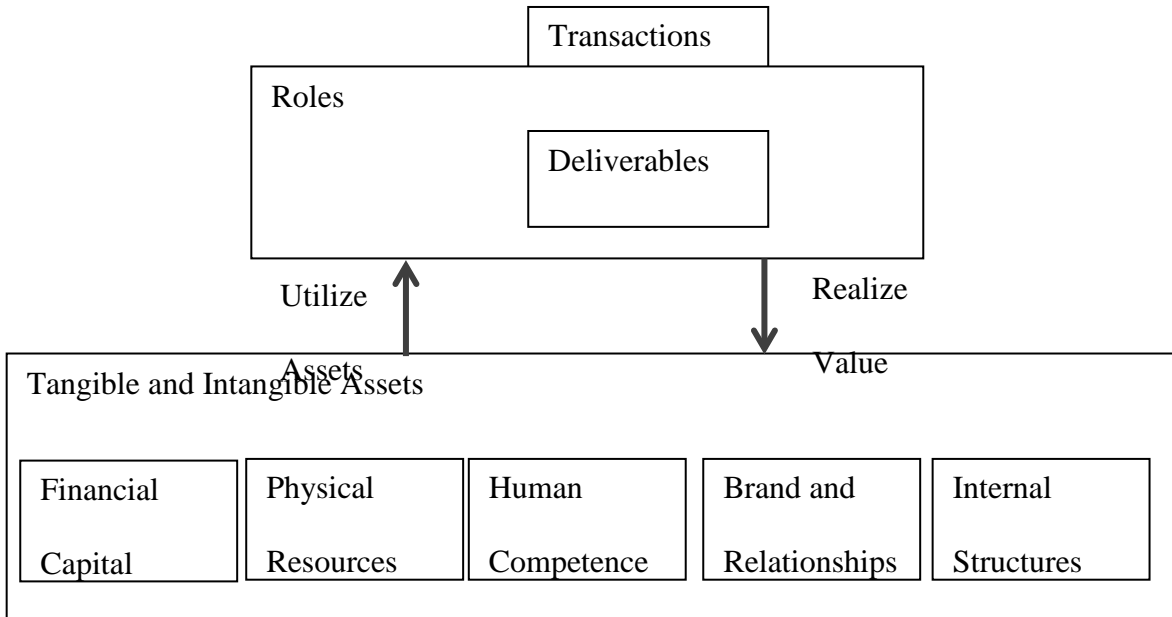 Transactions
Roles
Deliverables
Utilize
Assets
Realize
Value
Tangible and Intangible Assets
Financial
Capital
Physical
Resources
Human
Competence
Brand and
Relationships
Internal
Structures